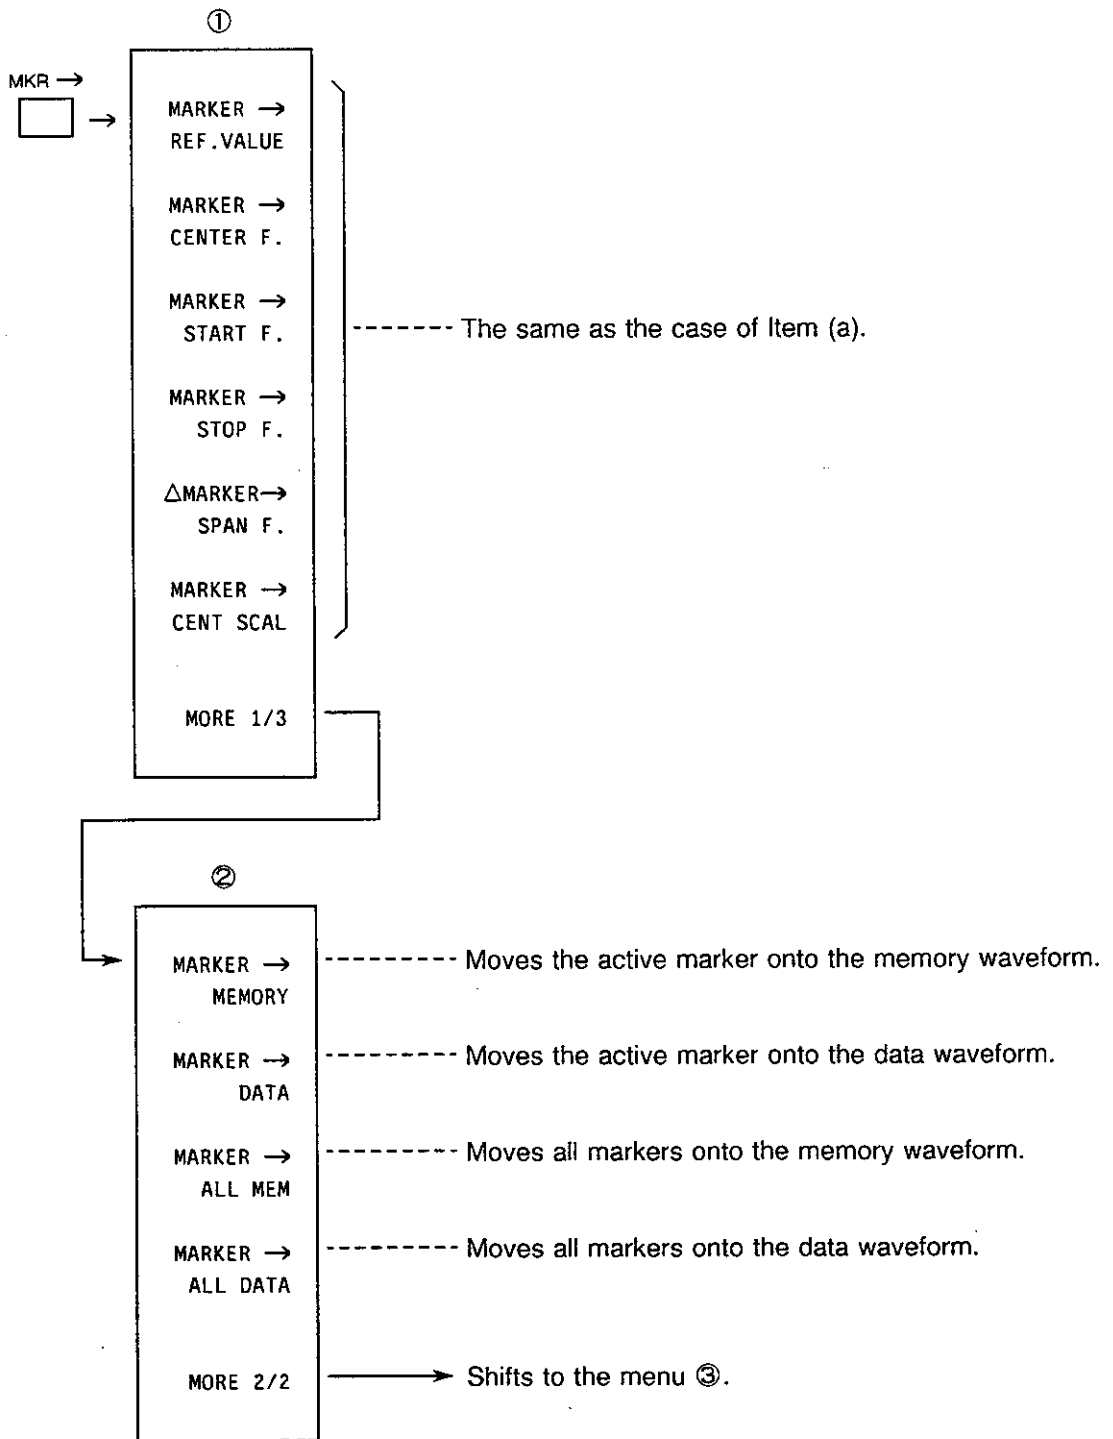 ①
MKR →
→
MARKER →
REF.VALUE
MARKER →
CENTER F.
MARKER →
START F.
------- The same as the case of Item (a).
MARKER →
STOP F.
△MARKER→
SPAN F.
MARKER →
CENT SCAL
MORE 1/3
②
MARKER →
MEMORY
--------- Moves the active marker onto the memory waveform.
MARKER →
DATA
--------- Moves the active marker onto the data waveform.
MARKER →
ALL MEM
--------- Moves all markers onto the memory waveform.
MARKER →
ALL DATA
--------- Moves all markers onto the data waveform.
MORE 2/2
Shifts to the menu ③.